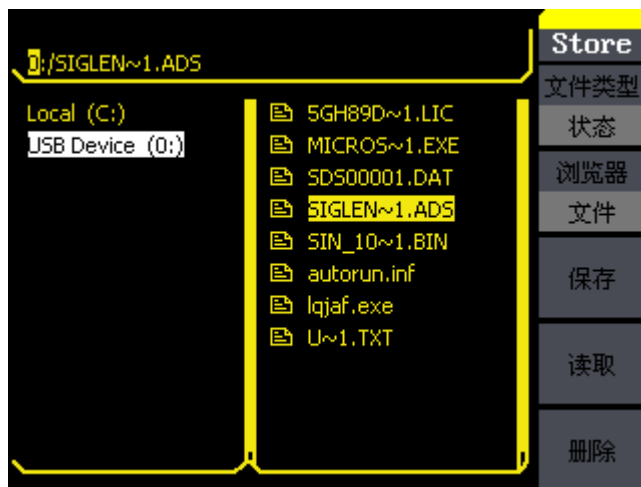 0:/SIGLEN~1.ADS
Local (C:)
USB Device (0:)
5GH89D~1.LIC
MICROS~1.EXE
SDS00001.DAT
SIGLEN~1.ADS
SIN_10~1.BIN
autorun.inf
lqjaf.exe
U~1.TXT
Store
文件类型
状态
浏览器
文件
保存
读取
删除